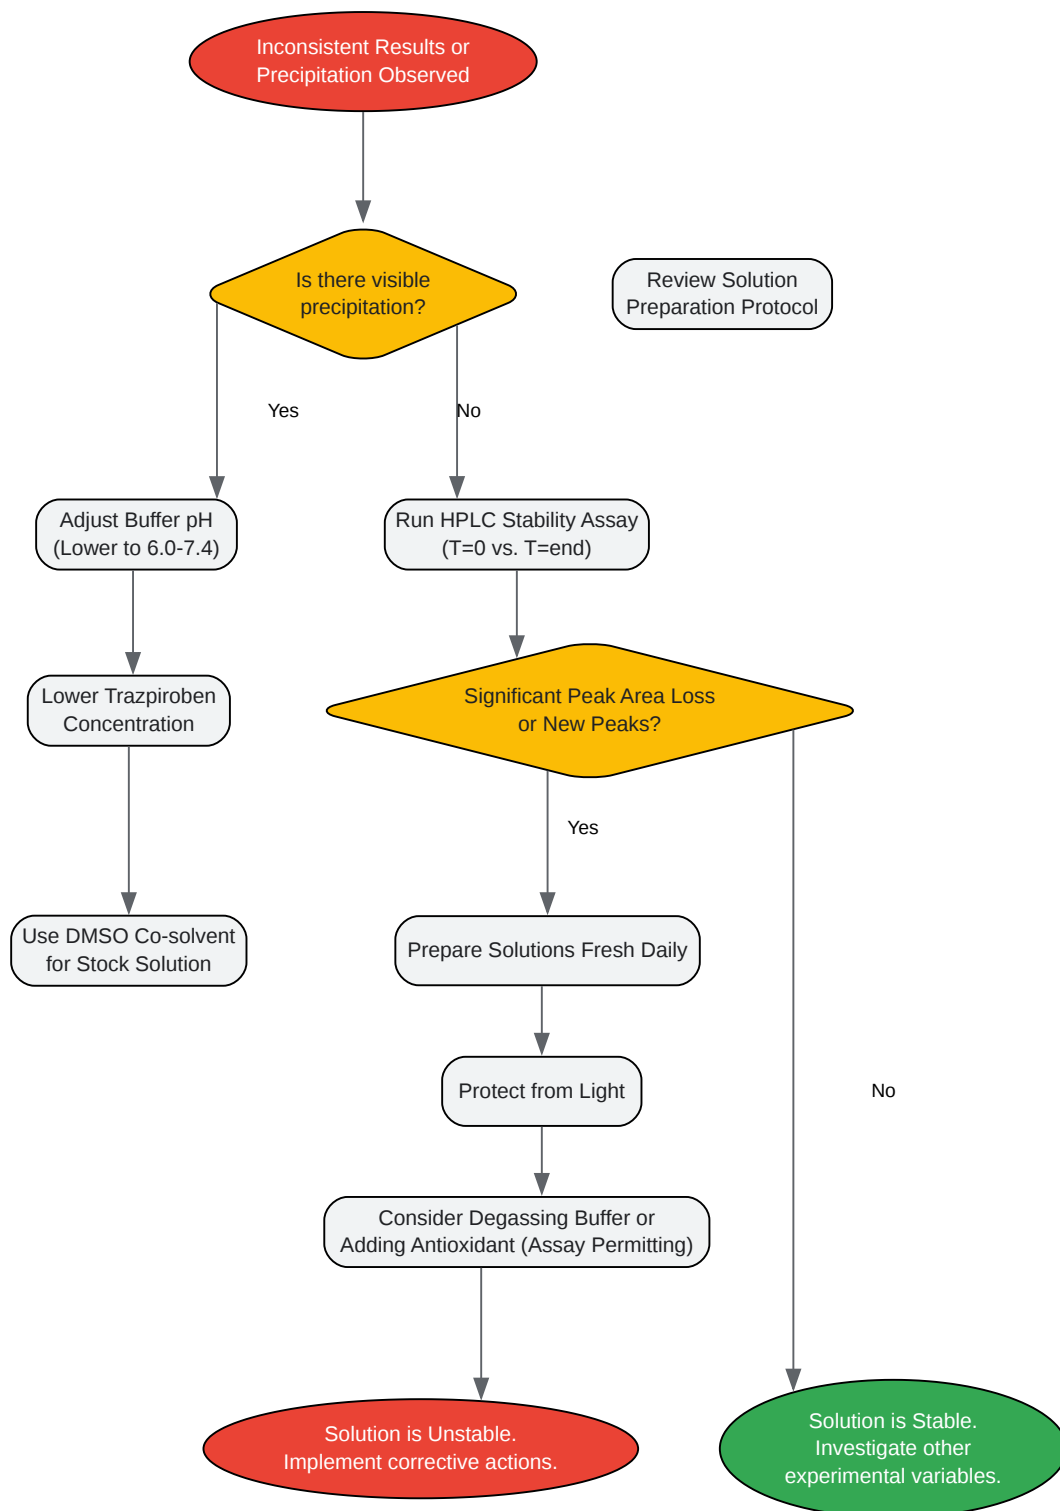 Inconsistent Results or
Precipitation Observed
Is there visible
precipitation?
Review Solution
Preparation Protocol
Yes
No
Adjust Buffer pH
(Lower to 6.0-7.4)
Run HPLC Stability Assay
(T=0 vs. T=end)
Lower Trazpiroben
Concentration
Significant Peak Area Loss
or New Peaks?
Yes
Use DMSO Co-solvent
for Stock Solution
Prepare Solutions Fresh Daily
Protect from Light
No
Consider Degassing Buffer or
Adding Antioxidant (Assay Permitting)
Solution is Unstable.
Implement corrective actions.
Solution is Stable.
Investigate other
experimental variables.